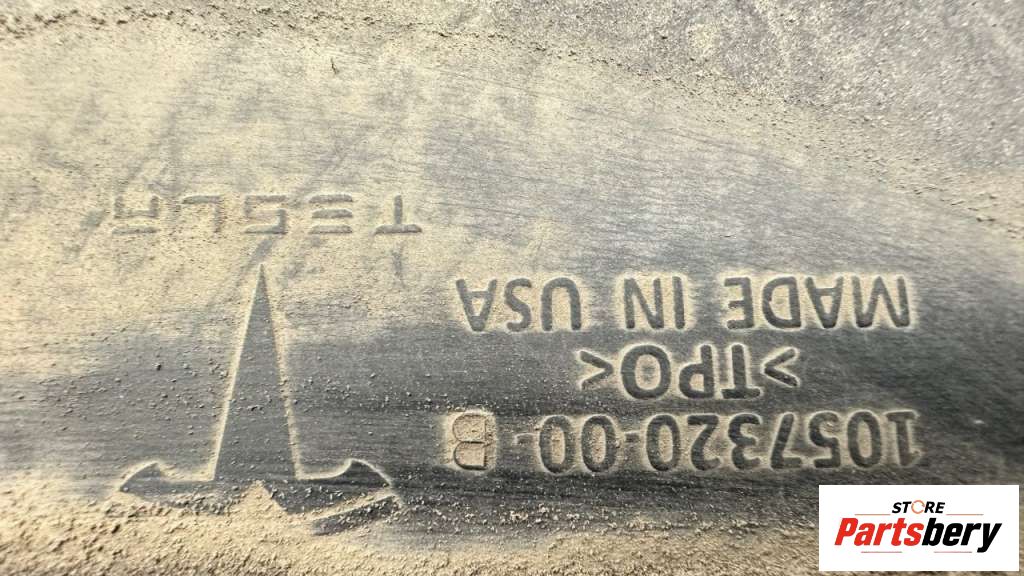 1057320-00-B
>TPO<
MADE IN USA
TESLA
STORE
Partsbery